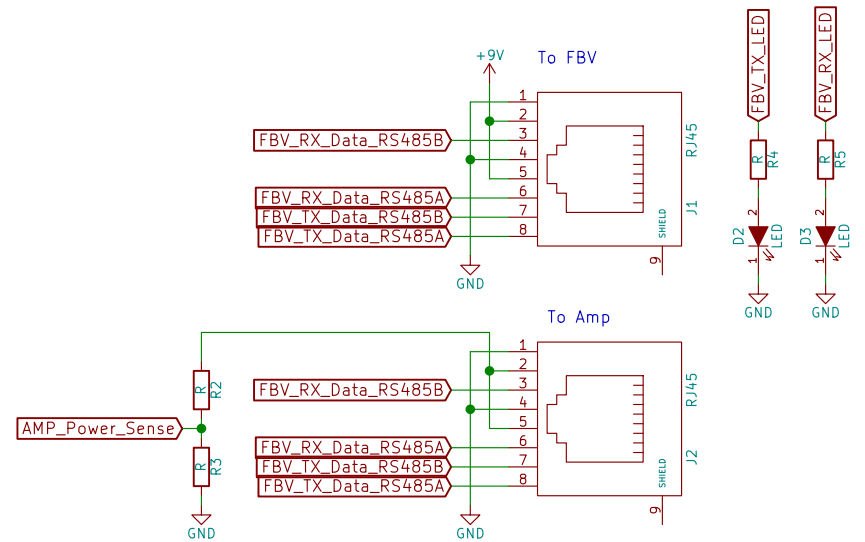 +9V
To FBV
1
2
3
4
5
6
7
8
9
FBV_RX_Data_RS485B
FBV_RX_Data_RS485A
FBV_TX_Data_RS485B
FBV_TX_Data_RS485A
RJ45
J1
SHIELD
GND
FBV_TX_LED
R
R4
2
D2
LED
1
GND
FBV_RX_LED
R
R5
2
D3
LED
1
GND
To Amp
1
2
3
4
5
6
7
8
9
FBV_RX_Data_RS485B
FBV_RX_Data_RS485A
FBV_TX_Data_RS485B
FBV_TX_Data_RS485A
RJ45
J2
SHIELD
GND
R
R2
AMP_Power_Sense
R
R3
GND